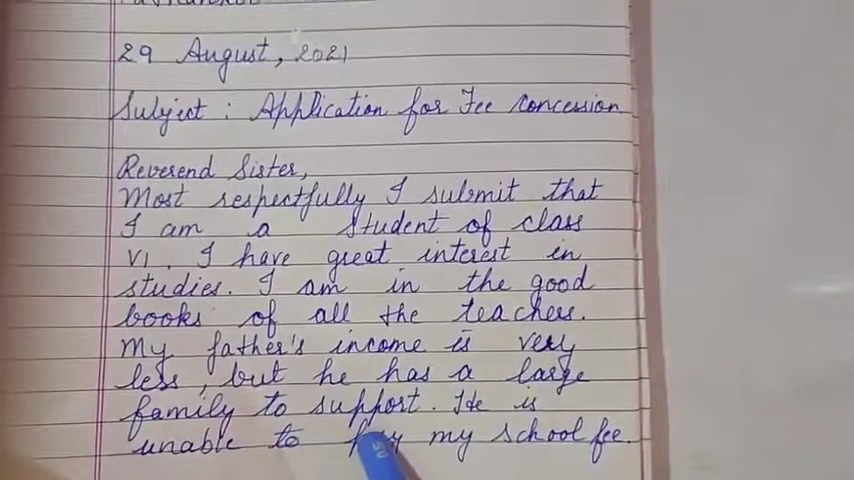 29 August, 2021
Subject : Application for Fee Concession
Reverend Sister,
Most respectfully I submit that
I am a Student of class
VI. I have great interest in
studies. I am in the good
books of all the teachers.
My father's income is very
less, but he has a large
family to support. He is
unable to pay my school fee.